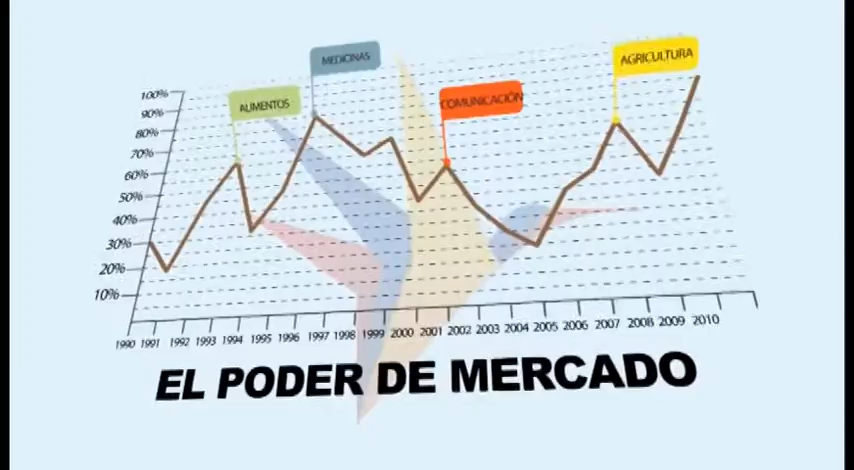 MEDICINAS
AGRICULTURA
ALIMENTOS
COMUNICACIÓN
100%
90%
80%
70%
60%
50%
40%
30%
20%
10%
1990 1991 1992 1993 1994 1995 1996 1997 1998 1999 2000 2001 2002 2003 2004 2005 2006 2007 2008 2009 2010
EL PODER DE MERCADO